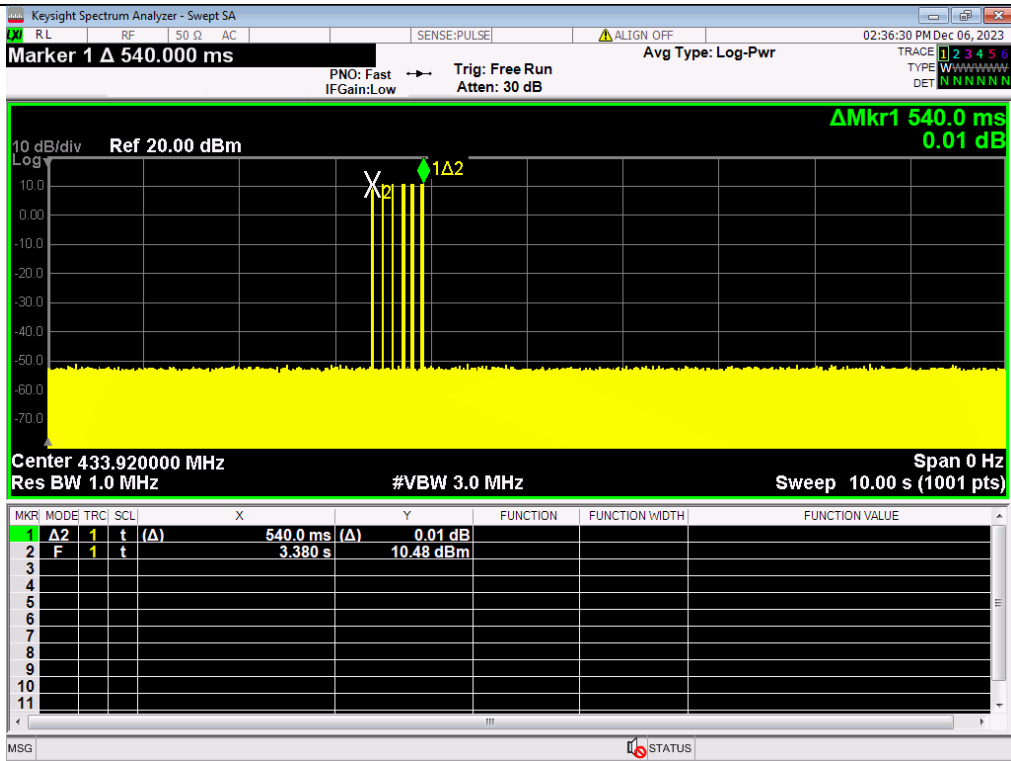 Keysight Spectrum Analyzer - Swept SA
LXI RL RF 50 Ω AC SENSE:PULSE ALIGN OFF 02:36:30 PM Dec 06, 2023
Marker 1 Δ 540.000 ms
PNO: Fast
IFGain:Low
Trig: Free Run
Atten: 30 dB
Avg Type: Log-Pwr
TRACE 1 2 3 4 5 6
TYPE WWWWWW
DET N N N N N N
ΔMkr1 540.0 ms
0.01 dB
10 dB/div Ref 20.00 dBm
Log
1Δ2
2
10.0
0.00
-10.0
-20.0
-30.0
-40.0
-50.0
-60.0
-70.0
Center 433.920000 MHz Span 0 Hz
Res BW 1.0 MHz #VBW 3.0 MHz Sweep 10.00 s (1001 pts)
MKR MODE TRC SCL X Y FUNCTION FUNCTION WIDTH FUNCTION VALUE
1 Δ2 1 t (Δ) 540.0 ms (Δ) 0.01 dB
2 F 1 t 3.380 s 10.48 dBm
3
4
5
6
7
8
9
10
11
MSG STATUS